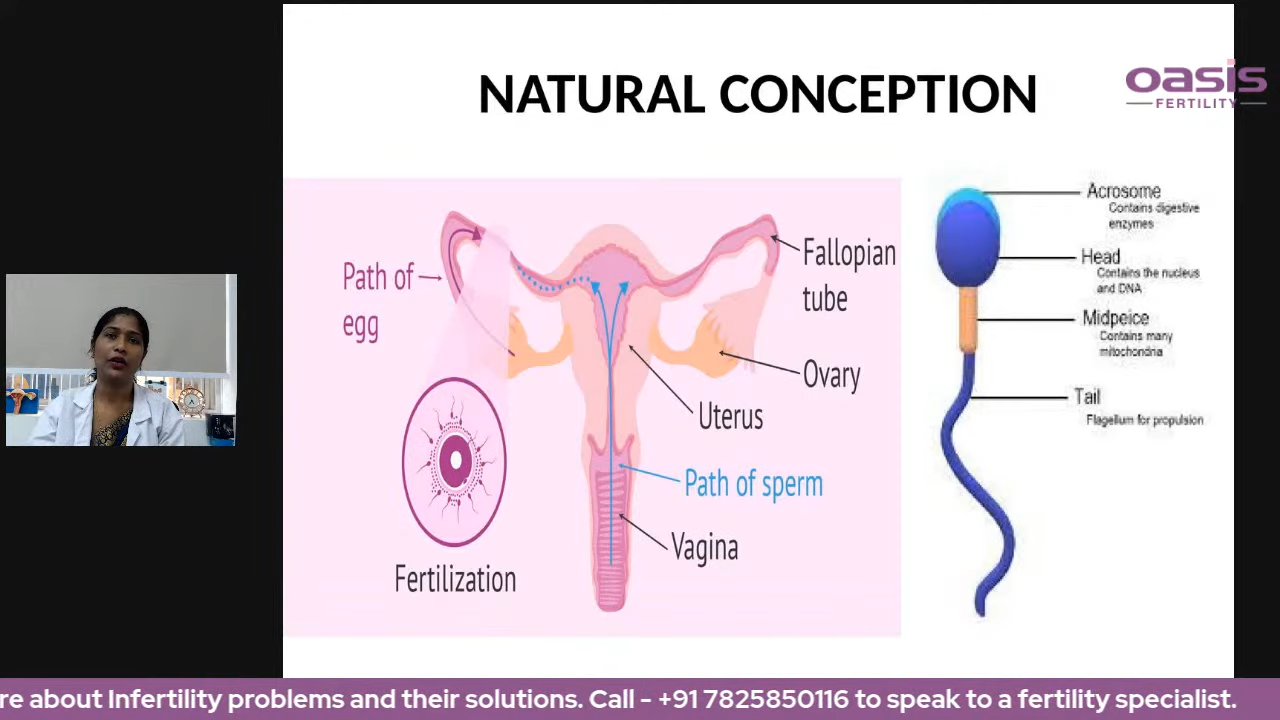 NATURAL CONCEPTION
oasis
FERTILITY
Path of
egg
Fallopian
tube
Ovary
Uterus
Path of sperm
Vagina
Fertilization
Acrosome
Contains digestive
enzymes
Head
Contains the nucleus
and DNA
Midpeice
Contains many
mitochondria
Tail
Flagellum for propulsion
re about Infertility problems and their solutions. Call - +91 7825850116 to speak to a fertility specialist.